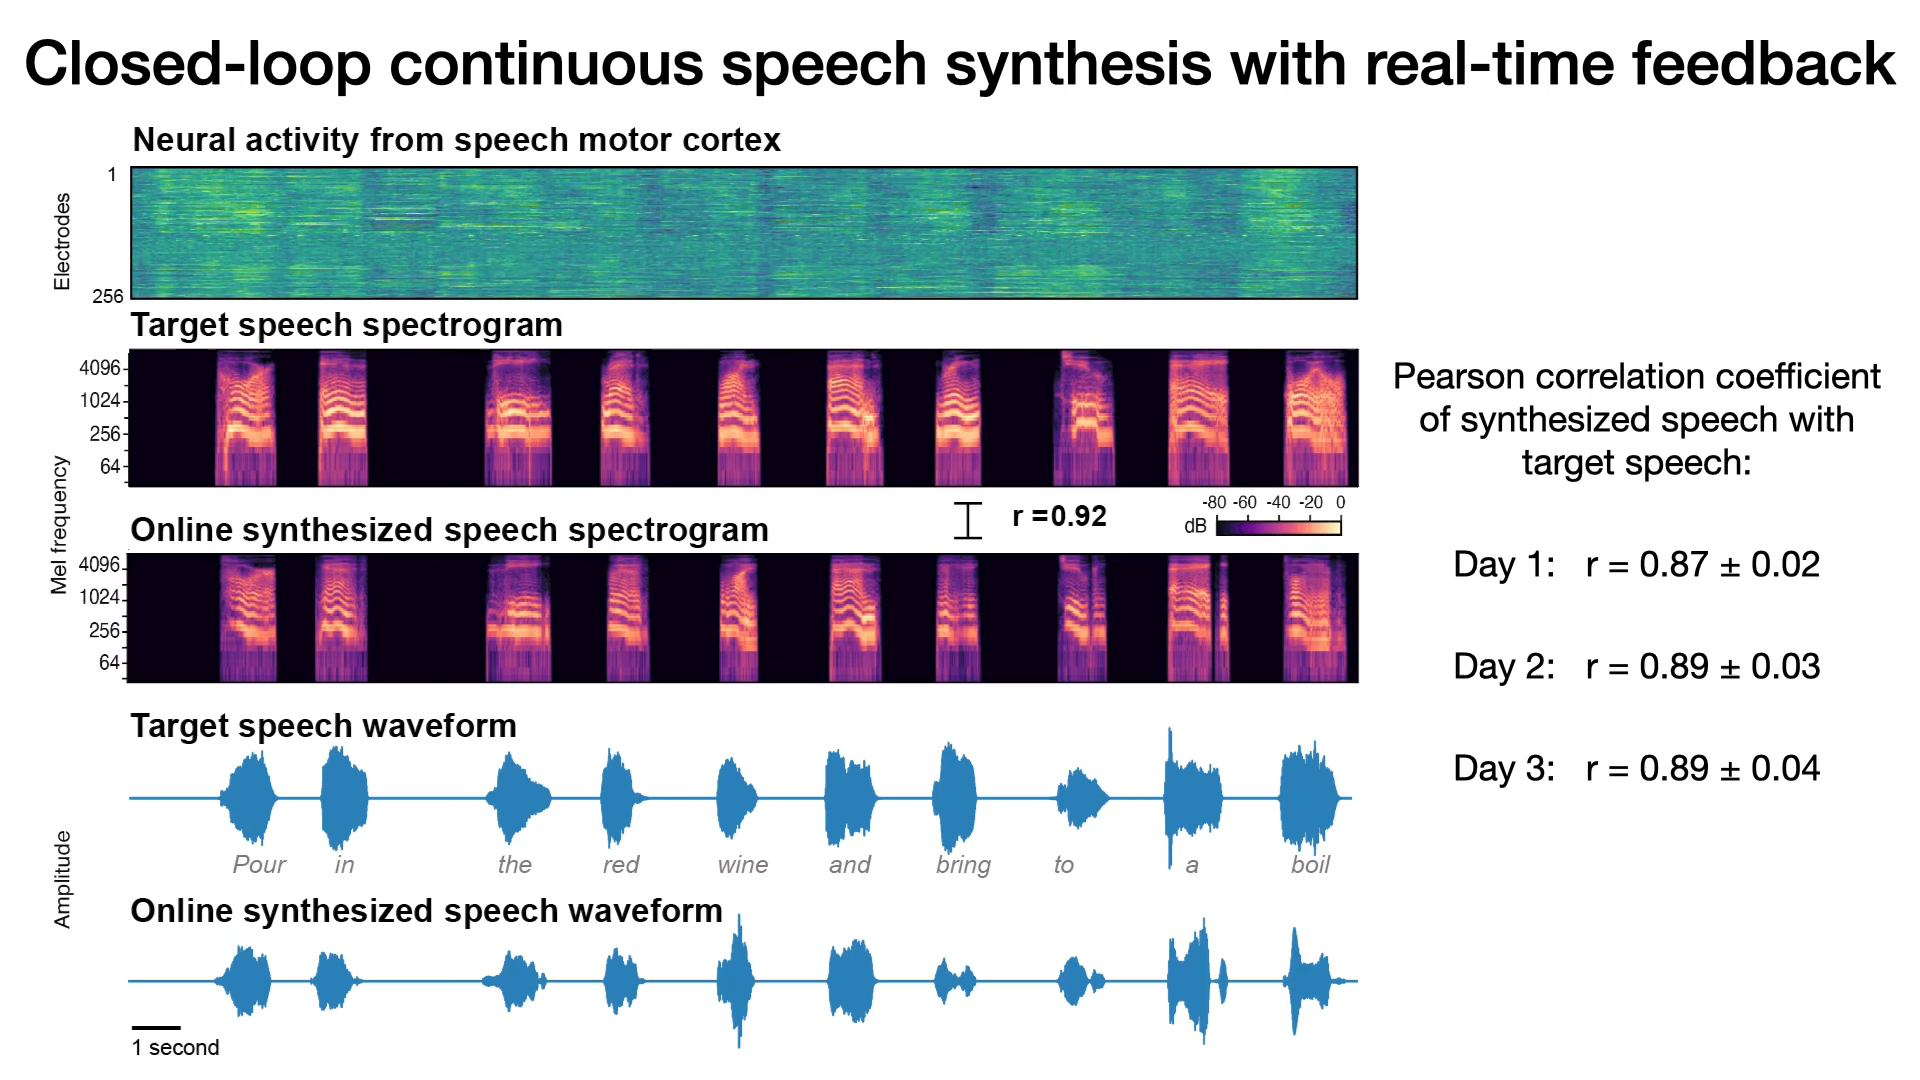 Closed-loop continuous speech synthesis with real-time feedback
Neural activity from speech motor cortex
Electrodes
1
256
Target speech spectrogram
Mel frequency
4096
1024
256
64
r =0.92
dB
-80 -60 -40 -20 0
Online synthesized speech spectrogram
4096
1024
256
64
Target speech waveform
Amplitude
Pour in the red wine and bring to a boil
Online synthesized speech waveform
1 second
Pearson correlation coefficient
of synthesized speech with
target speech:
Day 1: r = 0.87 ± 0.02
Day 2: r = 0.89 ± 0.03
Day 3: r = 0.89 ± 0.04